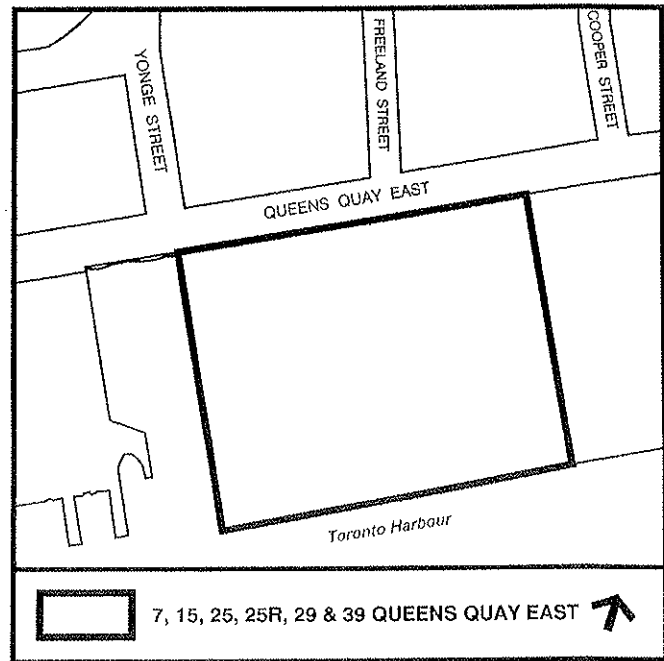 YONGE STREET
FREELAND STREET
COOPER STREET
QUEENS QUAY EAST
Toronto Harbour
7, 15, 25, 25R, 29 & 39 QUEENS QUAY EAST